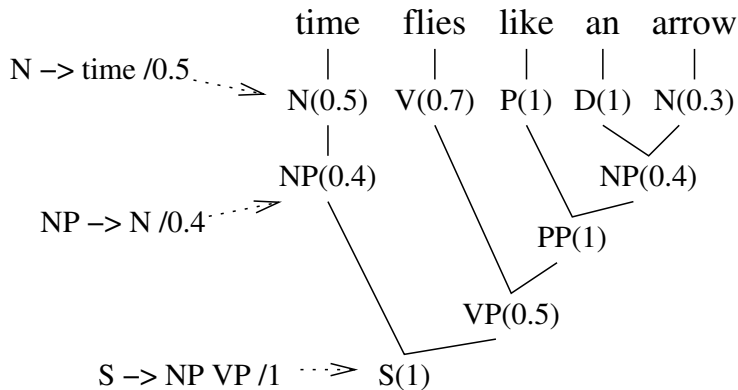 time flies like an arrow
N –> time /0.5
N(0.5) V(0.7) P(1) D(1) N(0.3)
NP(0.4) NP(0.4)
NP –> N /0.4
PP(1)
VP(0.5)
S –> NP VP /1 S(1)